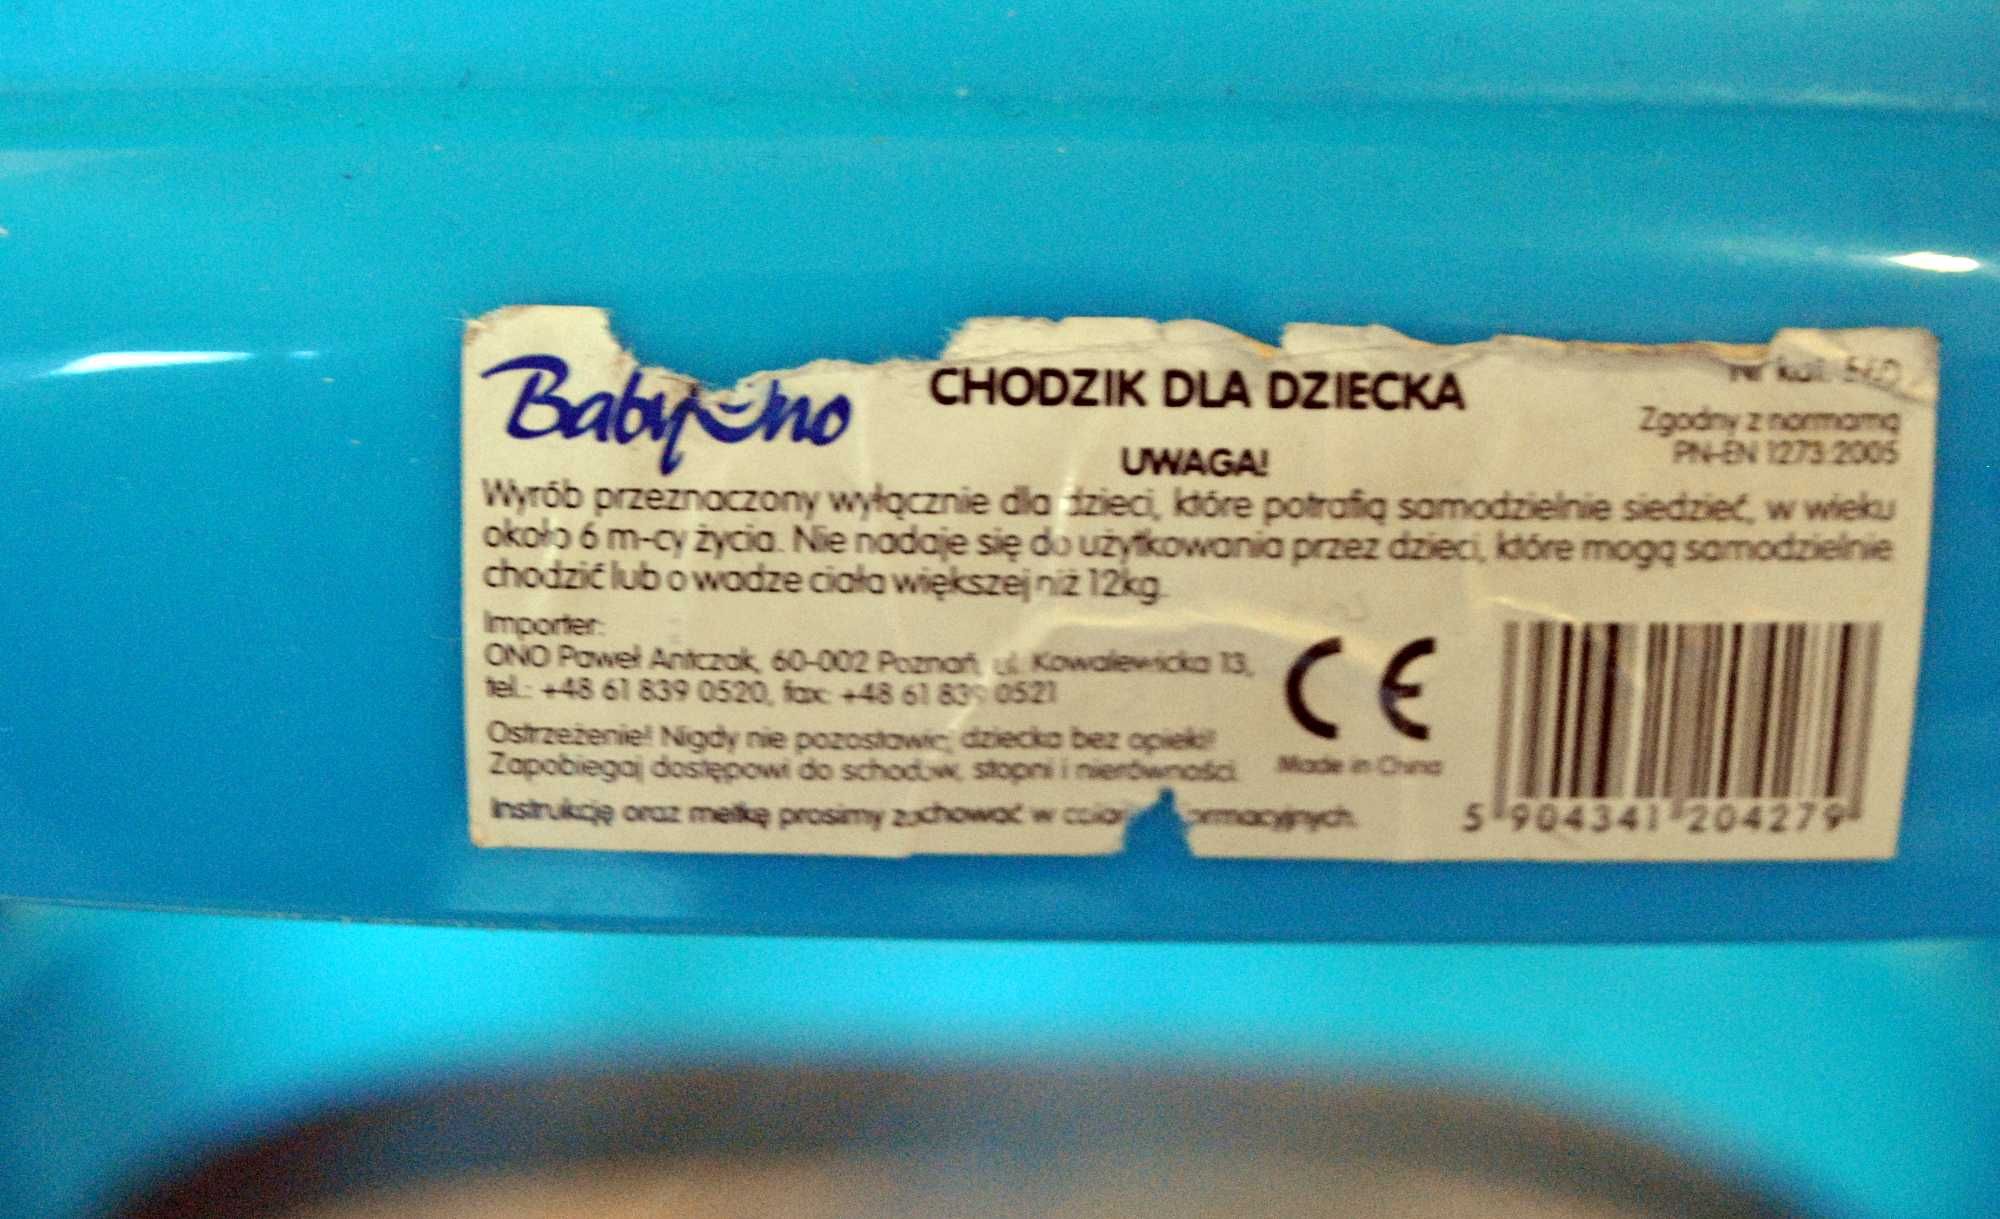 BabyOno
CHODZIK DLA DZIECKA
Nr kat.
Zgodny z normamą
PN-EN 1273:2005
UWAGA!
Wyrób przeznaczony wyłącznie dla dzieci, które potrafią samodzielnie siedzieć, w wieku
około 6 m-cy życia. Nie nadaje się do użytkowania przez dzieci, które mogą samodzielnie
chodzić lub o wadze ciała większej niż 12kg.
Importer:
ONO Paweł Antczak, 60-002 Poznań, ul. Kowalewicka 13,
tel.: +48 61 839 0520, fax: +48 61 839 0521
Ostrzeżenie! Nigdy nie pozostawiaj dziecka bez opieki!
Zapobiegaj dostępowi do schodów, stopni i nierówności.
Instrukcję oraz metkę prosimy zachować w
CE
Made in China
5 904341 204279